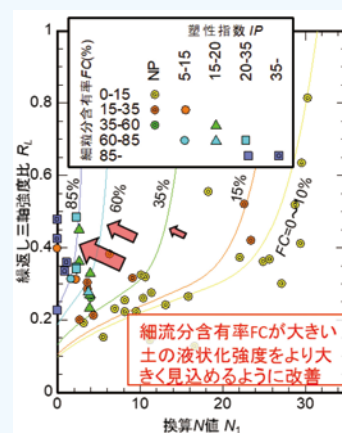 塑性指数 IP
細粒分含有率FC(%)
NP
5-15
15-20
20-35
35-
0-15
15-35
35-60
60-85
85-
繰返し三軸強度比 RL
1
0.8
0.6
0.4
0.2
0
85%
60%
35%
15%
FC=0~10%
細流分含有率FCが大きい
土の液状化強度をより大
きく見込めるように改善
0
10
20
30
換算N値 N1